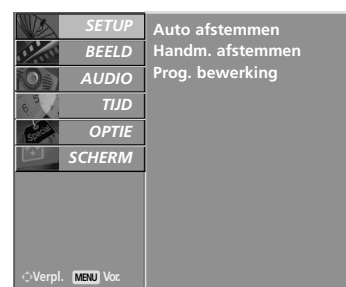 SETUP
BEELD
AUDIO
TIJD
OPTIE
SCHERM
Auto afstemmen
Handm. afstemmen
Prog. bewerking
Verpl. MENU Vor.